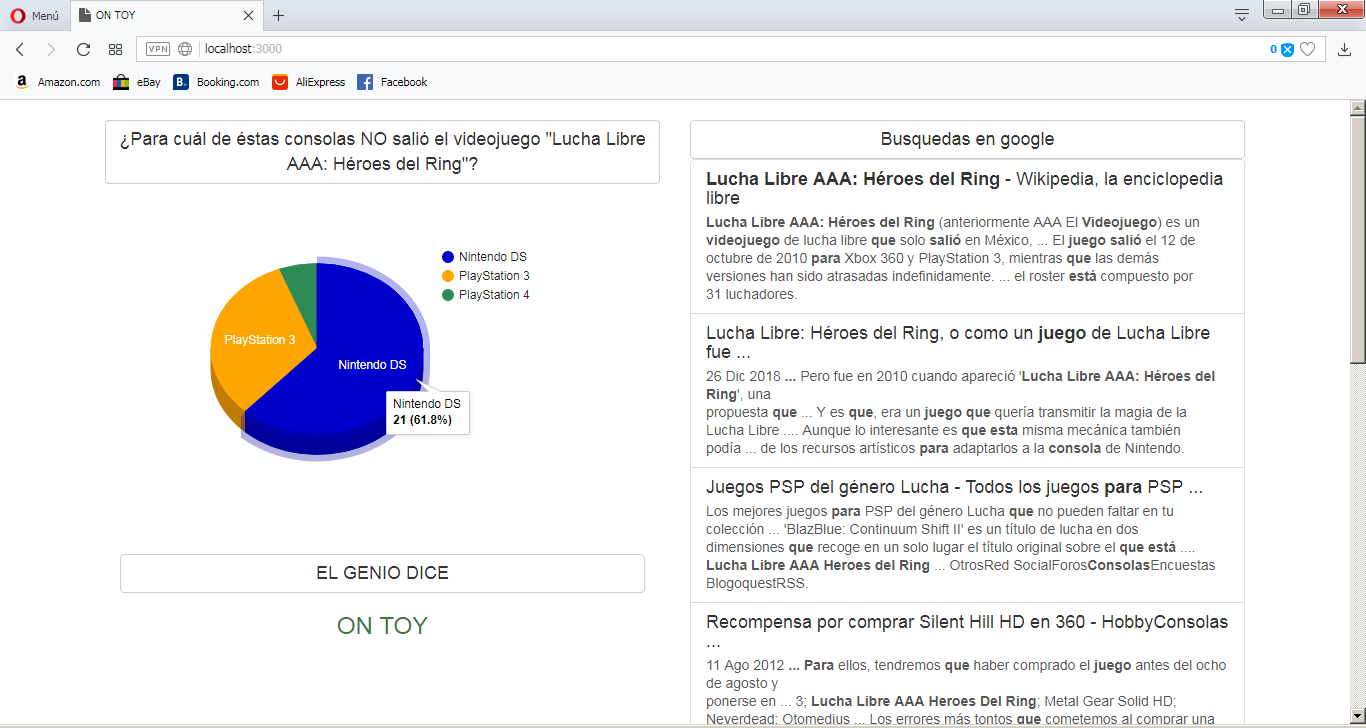 Menú
ON TOY
VPN
localhost:3000
0
Amazon.com
eBay
B.
Booking.com
AliExpress
Facebook
¿Para cuál de éstas consolas NO salió el videojuego "Lucha Libre
AAA: Héroes del Ring"?
Nintendo DS
PlayStation 3
PlayStation 4
PlayStation 3
Nintendo DS
Nintendo DS
21 (61.8%)
EL GENIO DICE
ON TOY
Busquedas en google
Lucha Libre AAA: Héroes del Ring - Wikipedia, la enciclopedia
libre
Lucha Libre AAA: Héroes del Ring (anteriormente AAA El Videojuego) es un
videojuego de lucha libre que solo salió en México, ... El juego salió el 12 de
octubre de 2010 para Xbox 360 y PlayStation 3, mientras que las demás
versiones han sido atrasadas indefinidamente. ... el roster está compuesto por
31 luchadores.
Lucha Libre: Héroes del Ring, o como un juego de Lucha Libre
fue ...
26 Dic 2018 ... Pero fue en 2010 cuando apareció 'Lucha Libre AAA: Héroes del
Ring', una
propuesta que ... Y es que, era un juego que quería transmitir la magia de la
Lucha Libre .... Aunque lo interesante es que esta misma mecánica también
podía ... de los recursos artísticos para adaptarlos a la consola de Nintendo.
Juegos PSP del género Lucha - Todos los juegos para PSP ...
Los mejores juegos para PSP del género Lucha que no pueden faltar en tu
colección ... 'BlazBlue: Continuum Shift II' es un título de lucha en dos
dimensiones que recoge en un solo lugar el título original sobre el que está ....
Lucha Libre AAA Heroes del Ring ... OtrosRed SocialForosConsolasEncuestas
BlogoquestRSS.
Recompensa por comprar Silent Hill HD en 360 - HobbyConsolas
...
11 Ago 2012 ... Para ellos, tendremos que haber comprado el juego antes del ocho
de agosto y
ponerse en ... 3; Lucha Libre AAA Heroes Del Ring; Metal Gear Solid HD;
Neverdead; Otomedius ... Los errores más tontos que cometemos al comprar una